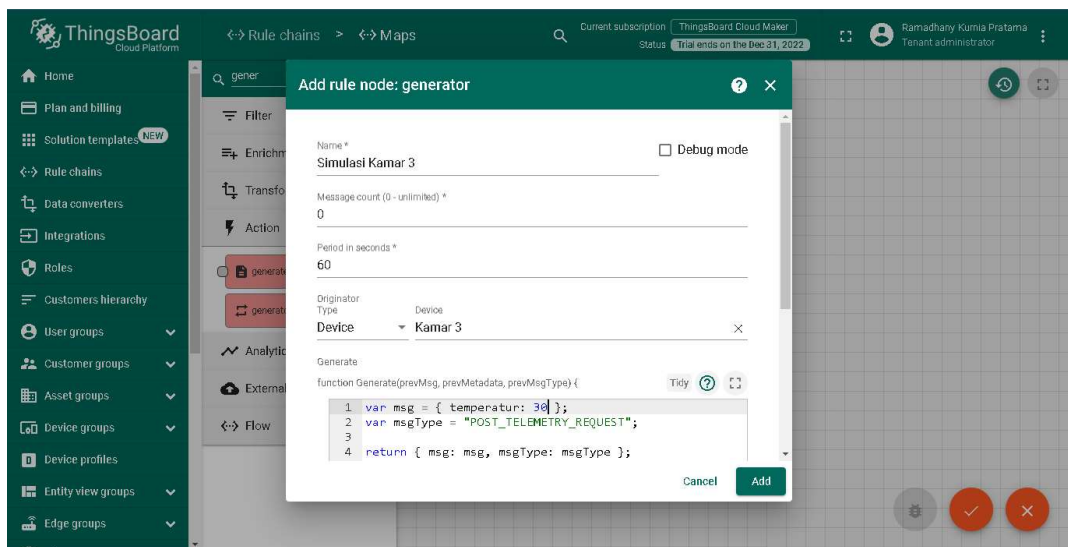 ThingsBoard
Cloud Platform
Rule chains > Maps
Current subscription ThingsBoard Cloud Maker
Status Trial ends on the Dec 31, 2022
Ramadhany Kurnia Pratama
Tenant administrator
Home
Plan and billing
Solution templates NEW
Rule chains
Data converters
Integrations
Roles
Customers hierarchy
User groups
Customer groups
Asset groups
Device groups
Device profiles
Entity view groups
Edge groups
gener
Filter
Enrichm
Transfo
Action
generate
generat
Analytic
External
Flow
Add rule node: generator
Name *
Simulasi Kamar 3
Debug mode
Message count (0 - unlimited) *
0
Period in seconds *
60
Originator
Type
Device
Device
Kamar 3
Generate
function Generate(prevMsg, prevMetadata, prevMsgType) {
Tidy
1 var msg = { temperatur: 30 };
2 var msgType = "POST_TELEMETRY_REQUEST";
3
4 return { msg: msg, msgType: msgType };
Cancel
Add